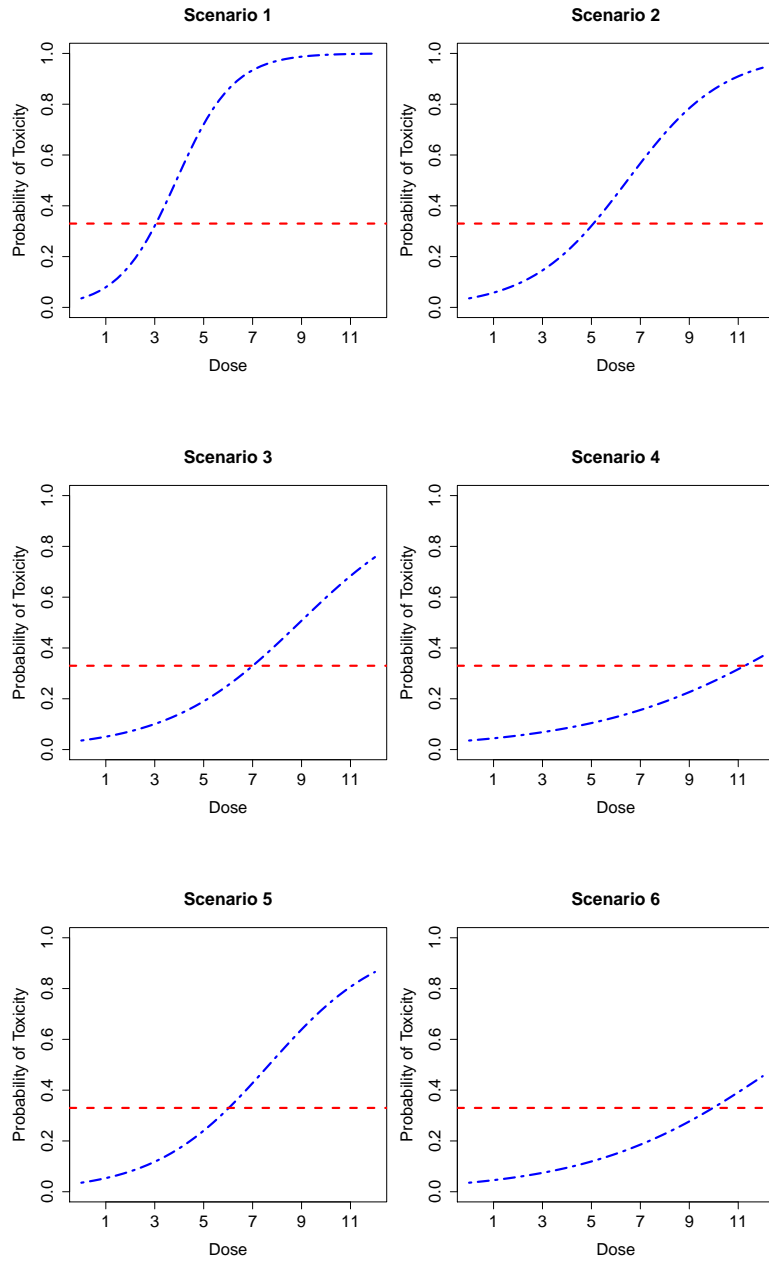 Scenario 1
Probability of Toxicity
0.0 0.2 0.4 0.6 0.8 1.0
1 3 5 7 9 11
Dose
Scenario 2
Probability of Toxicity
0.0 0.2 0.4 0.6 0.8 1.0
1 3 5 7 9 11
Dose
Scenario 3
Probability of Toxicity
0.0 0.2 0.4 0.6 0.8 1.0
1 3 5 7 9 11
Dose
Scenario 4
Probability of Toxicity
0.0 0.2 0.4 0.6 0.8 1.0
1 3 5 7 9 11
Dose
Scenario 5
Probability of Toxicity
0.0 0.2 0.4 0.6 0.8 1.0
1 3 5 7 9 11
Dose
Scenario 6
Probability of Toxicity
0.0 0.2 0.4 0.6 0.8 1.0
1 3 5 7 9 11
Dose